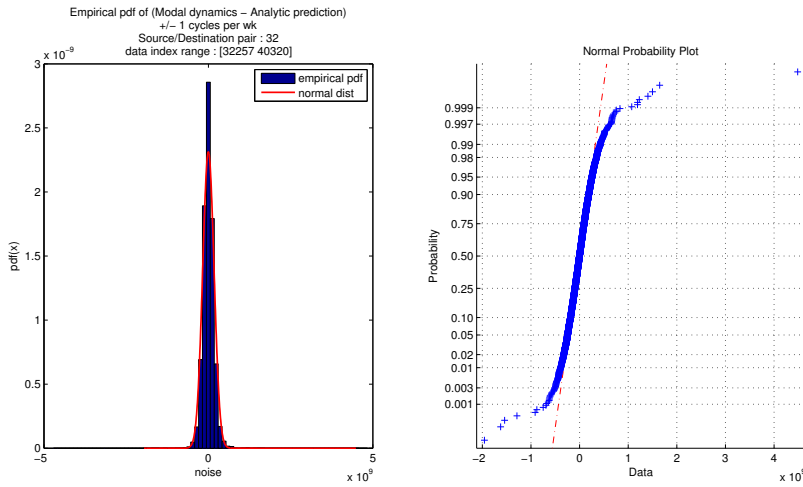 Empirical pdf of (Modal dynamics − Analytic prediction)
+/− 1 cycles per wk
Source/Destination pair : 32
data index range : [32257 40320]
x 10^−9
3
2.5
2
1.5
1
0.5
0
pdf(x)
empirical pdf
normal dist
−5 0 5
noise
x 10^9
Normal Probability Plot
0.999
0.997
0.99
0.98
0.95
0.90
0.75
0.50
0.25
0.10
0.05
0.02
0.01
0.003
0.001
Probability
−2 −1 0 1 2 3 4
Data
x 10^9